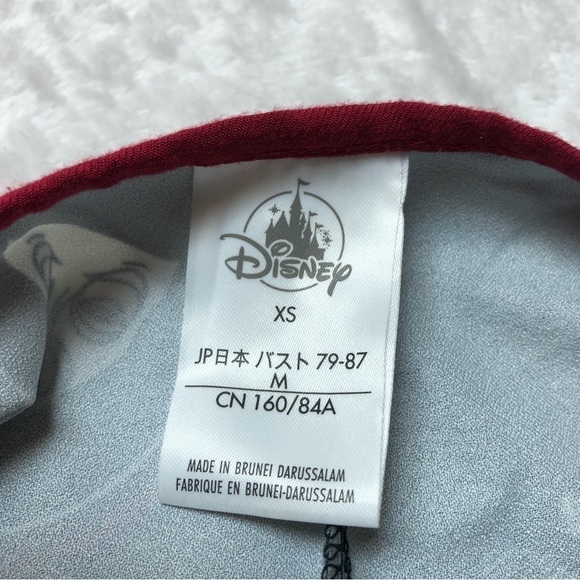 Disney
XS
JP日本 バスト 79-87
M
CN 160/84A
MADE IN BRUNEI DARUSSALAM
FABRIQUE EN BRUNEI-DARUSSALAM